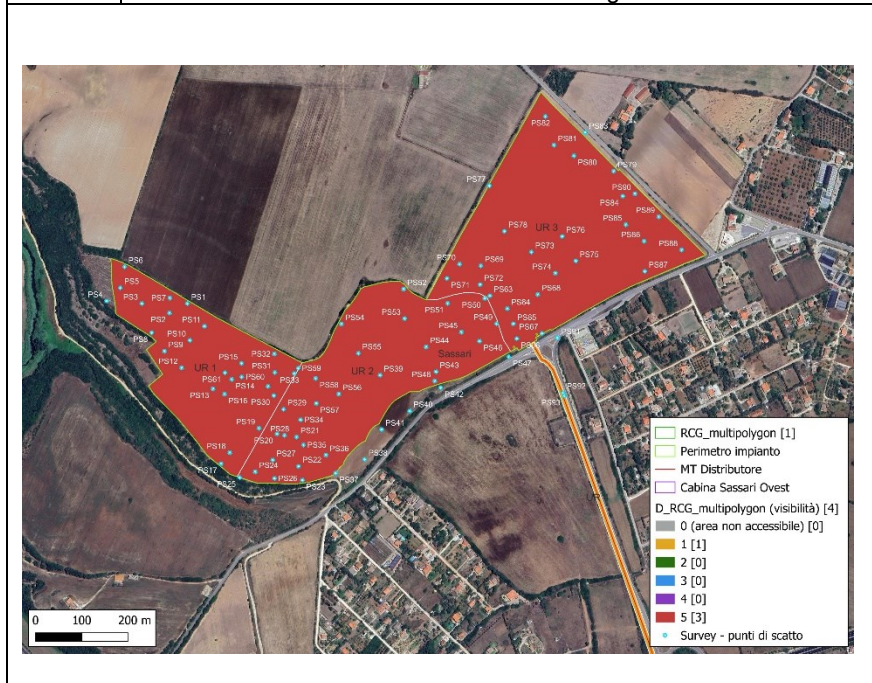 PS82
PS83
PS81
PS80
PS79
PS77
PS90
PS84
PS89
PS85
PS78
UR 3
PS76
PS88
PS73
PS86
PS75
PS70
PS69
PS74
PS87
PS6
PS71
PS72
PS5
PS52
PS68
PS4
PS3
PS7
PS1
PS50
PS63
PS51
PS64
PS2
PS53
PS54
PS49
PS65
PS11
PS45
PS67
PS8
PS10
PS91
PS9
PS44
Sassari
PS46
PS66
PS32
PS55
PS47
PS12
PS15
PS31
PS59
UR 1
UR 2
PS39
PS43
PS60
PS33
PS58
PS48
PS61
PS14
PS42
PS13
PS16
PS30
PS56
PS92
PS93
PS29
PS57
PS40
PS34
PS19
PS41
PS28
PS21
PS20
PS35
PS18
PS27
PS36
PS38
PS17
PS24
PS22
PS25
PS26
PS23
PS37
UR
RCG_multipolygon [1]
Perimetro impianto
MT Distributore
Cabina Sassari Ovest
D_RCG_multipolygon (visibilità) [4]
0 (area non accessibile) [0]
1 [1]
2 [0]
3 [0]
4 [0]
5 [3]
Survey - punti di scatto
0 100 200 m